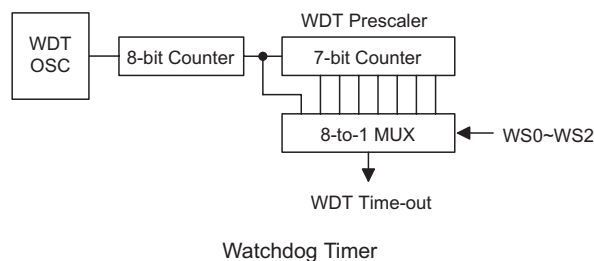 WDT Prescaler
WDT
OSC
8-bit Counter
7-bit Counter
8-to-1 MUX
WS0~WS2
WDT Time-out
Watchdog Timer